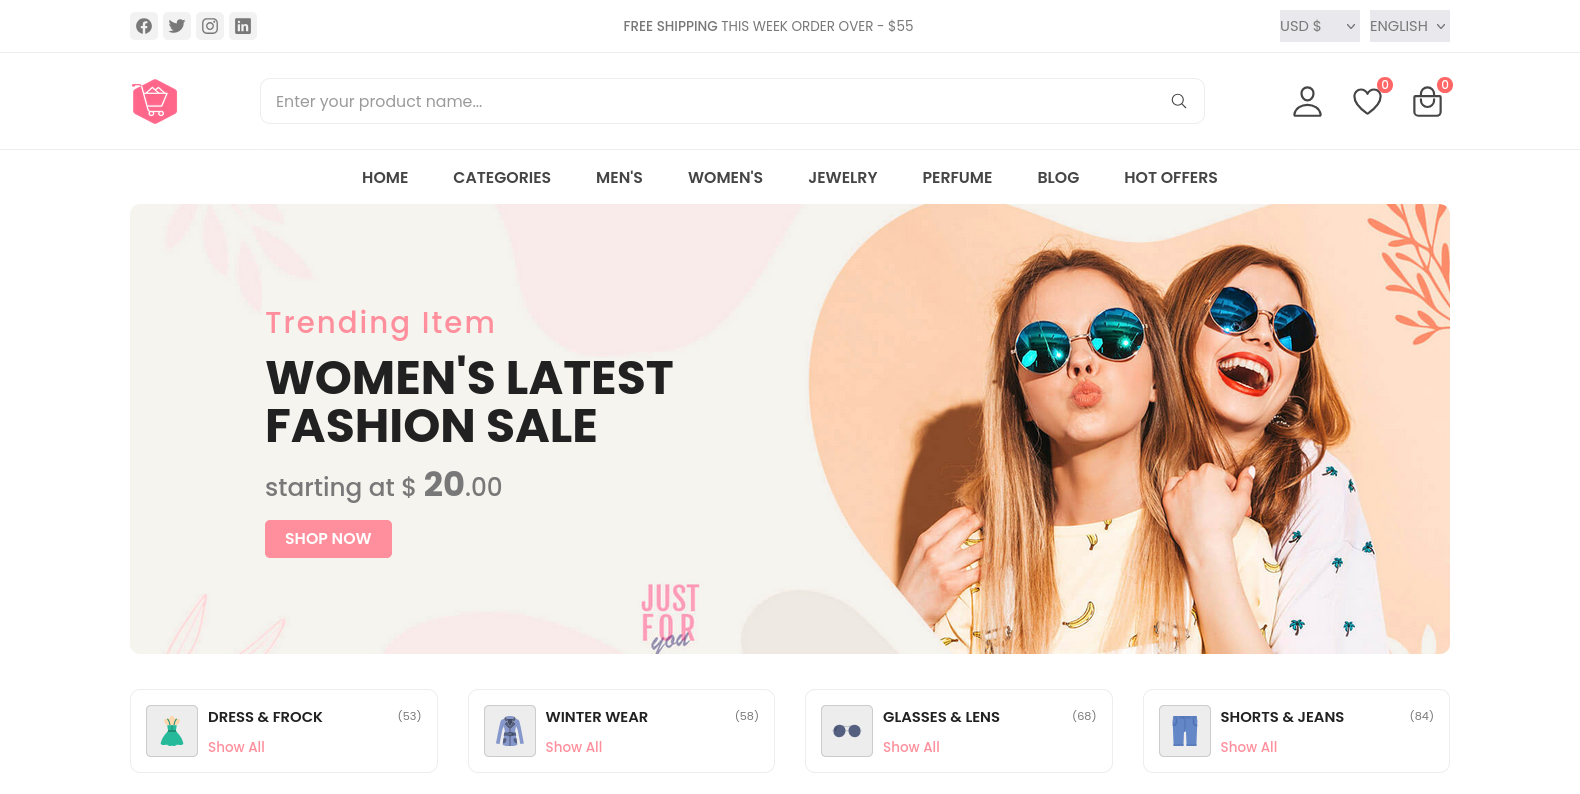 FREE SHIPPING THIS WEEK ORDER OVER - $55
USD $
ENGLISH
Enter your product name...
0
0
HOME
CATEGORIES
MEN'S
WOMEN'S
JEWELRY
PERFUME
BLOG
HOT OFFERS
Trending Item
WOMEN'S LATEST
FASHION SALE
starting at $ 20.00
SHOP NOW
JUST
FOR
you
DRESS & FROCK
(53)
Show All
WINTER WEAR
(58)
Show All
GLASSES & LENS
(68)
Show All
SHORTS & JEANS
(84)
Show All